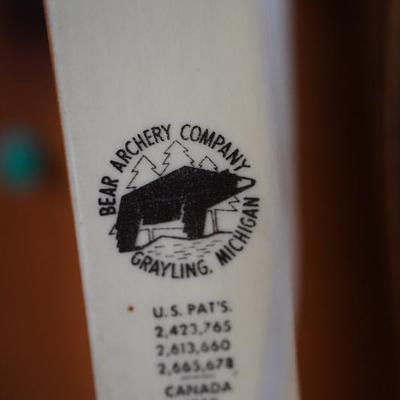 BEAR ARCHERY COMPANY
GRAYLING, MICHIGAN
U.S. PAT'S.
2,423,765
2,613,660
2,665,678
CANADA